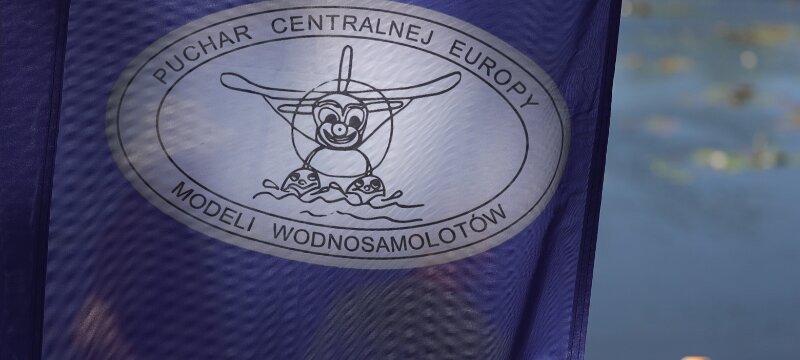 PUCHAR CENTRALNEJ EUROPY
MODELI WODNOSAMOLOTÓW